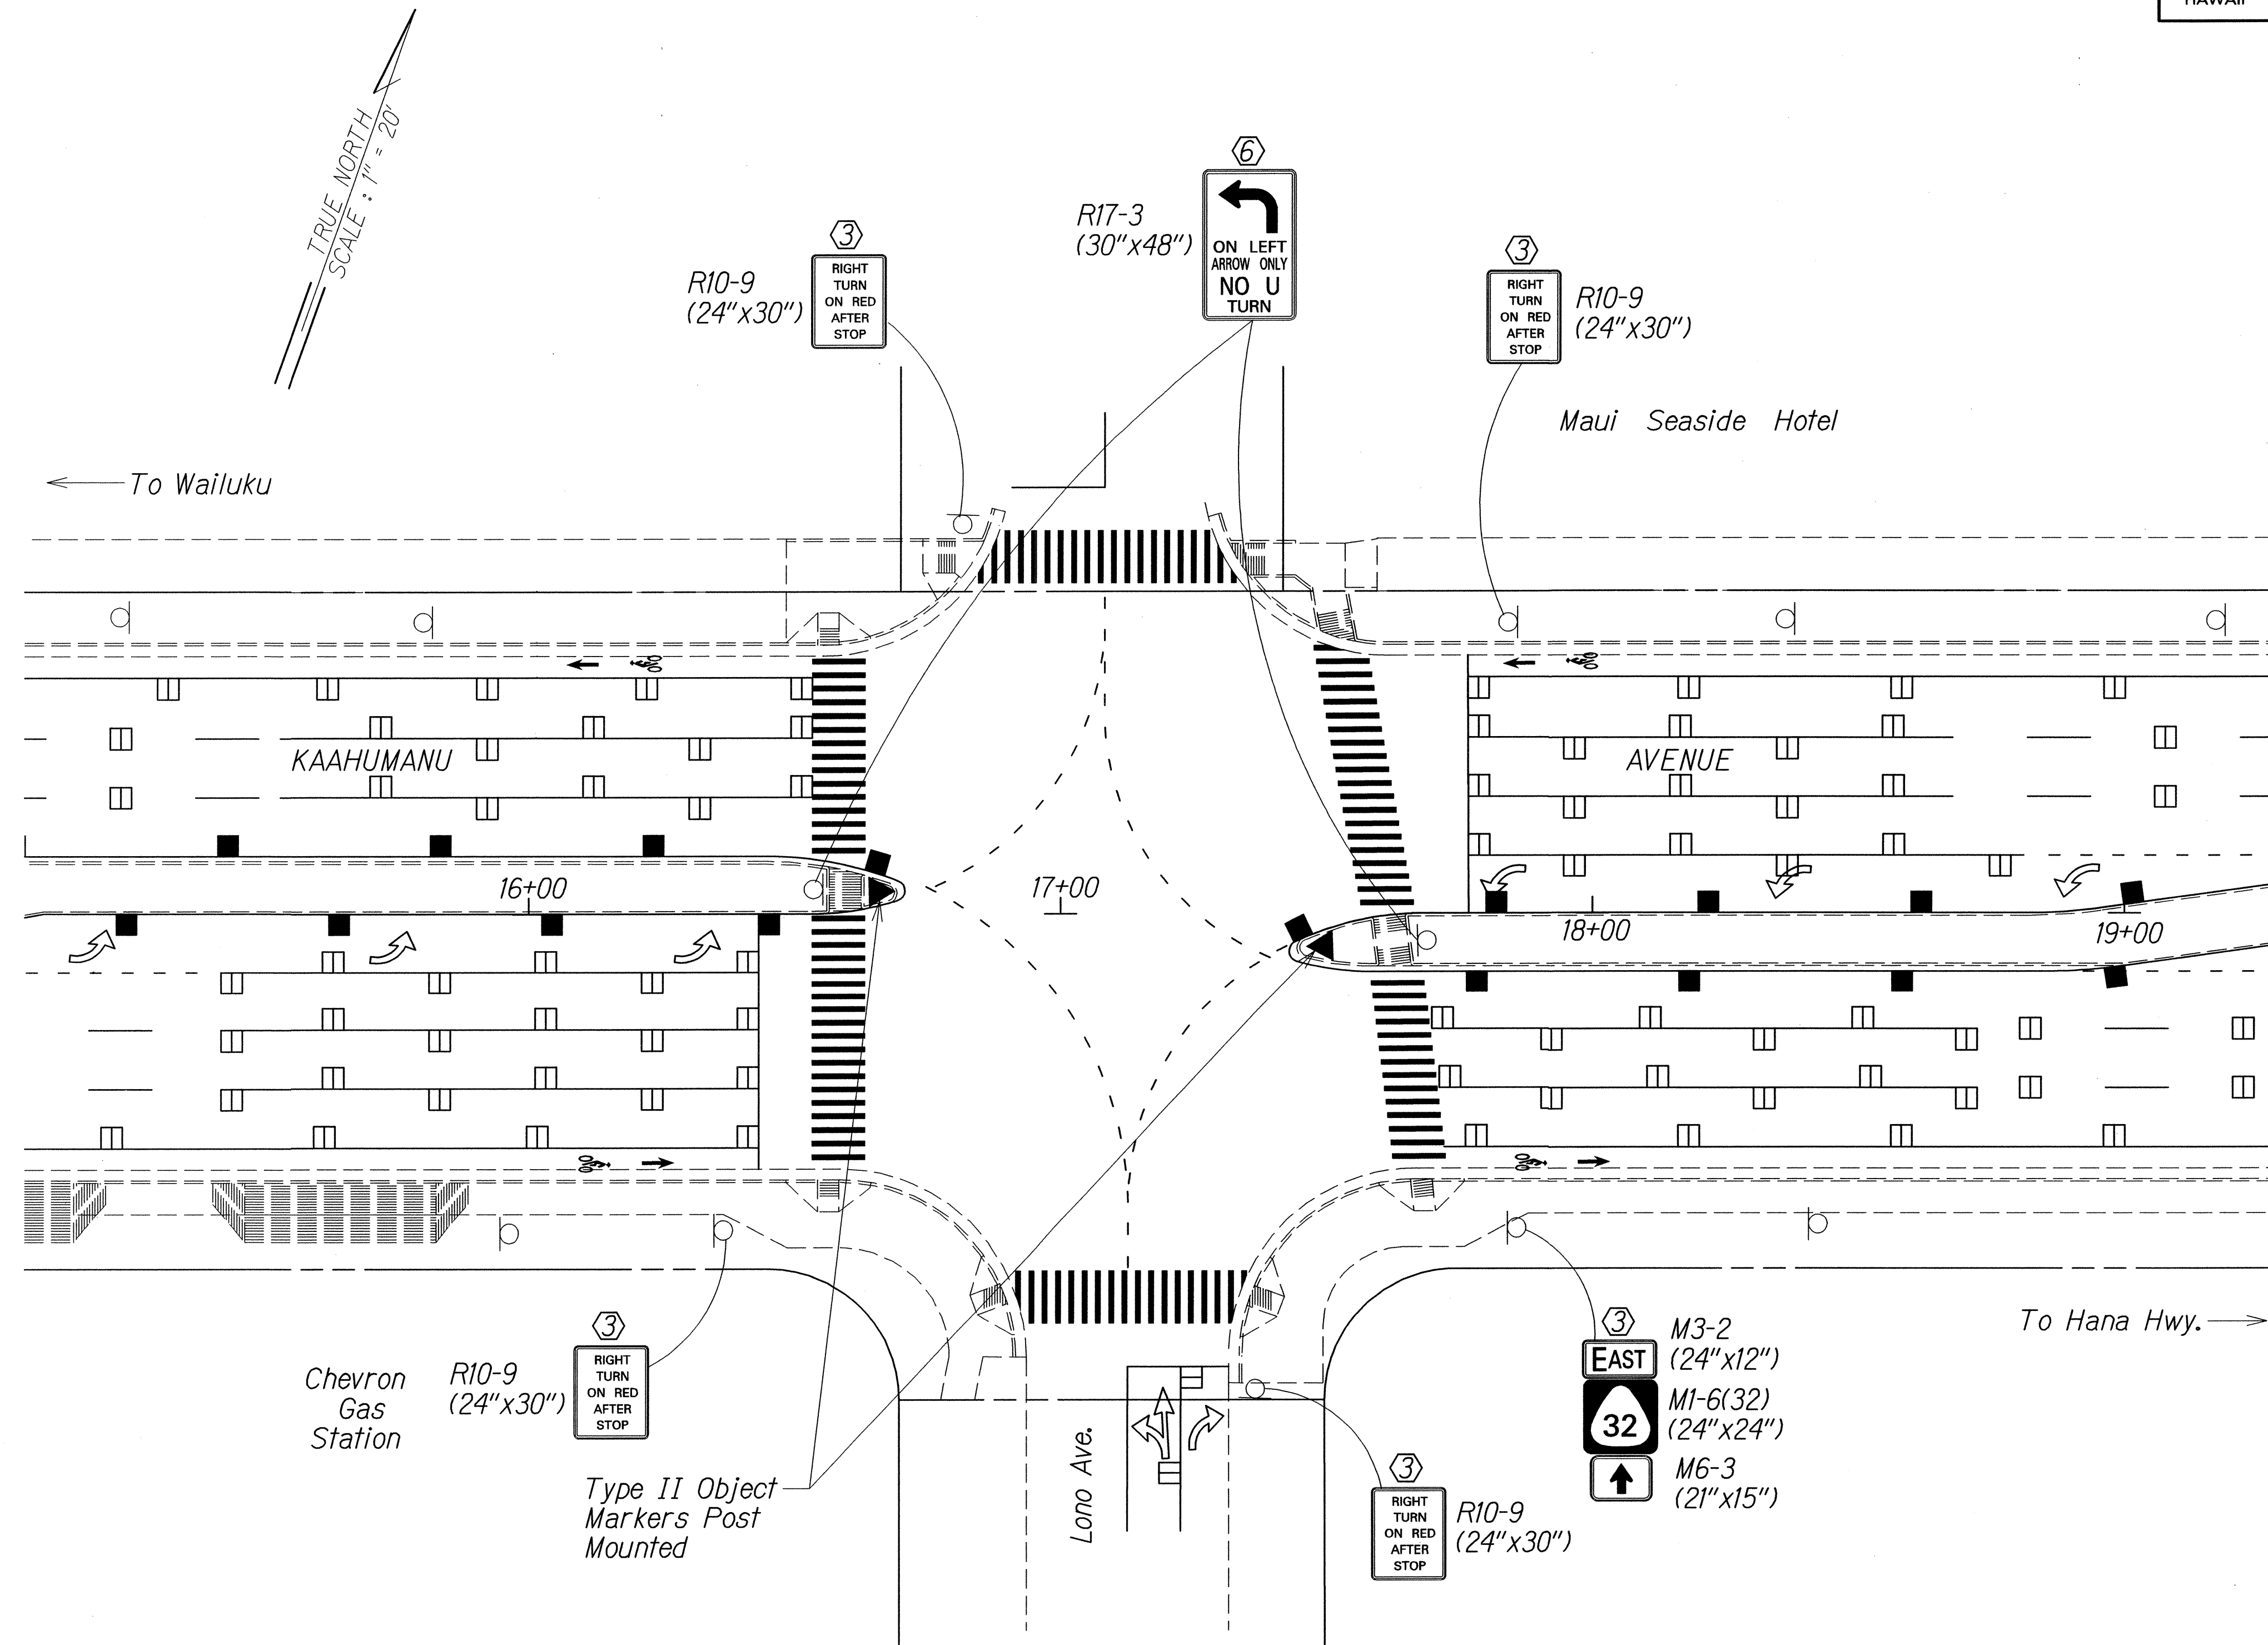 HAWAII
TRUE NORTH
SCALE : 1" = 20'
6
R17-3
(30"x48")
ON LEFT
ARROW ONLY
NO U
TURN
3
R10-9
(24"x30")
RIGHT
TURN
ON RED
AFTER
STOP
3
RIGHT
TURN
ON RED
AFTER
STOP
R10-9
(24"x30")
Maui Seaside Hotel
To Wailuku
KAAHUMANU
AVENUE
16+00
17+00
18+00
19+00
To Hana Hwy.
Chevron
Gas
Station
R10-9
(24"x30")
3
RIGHT
TURN
ON RED
AFTER
STOP
Type II Object
Markers Post
Mounted
Lono Ave.
3
RIGHT
TURN
ON RED
AFTER
STOP
R10-9
(24"x30")
3
EAST
M3-2
(24"x12")
32
M1-6(32)
(24"x24")
M6-3
(21"x15")